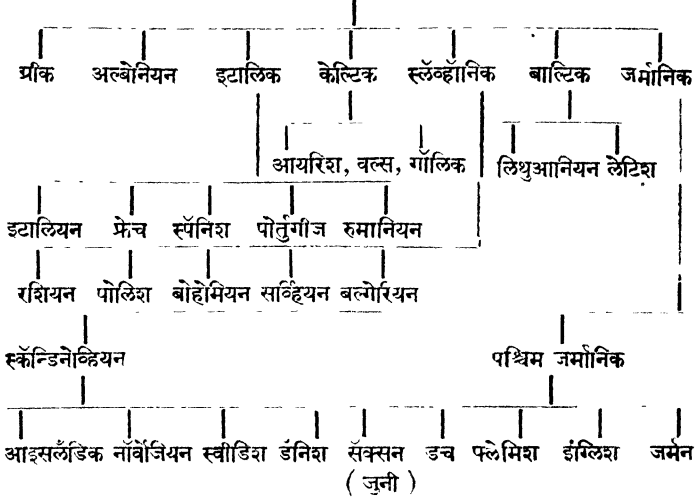 ग्रीक अल्बोनियन इटालिक केल्टिक स्लॅव्हॉनिक बाल्टिक जर्मानिक
आयरिश, वेल्स, गॉलिक लिथुआनियन लेटिश
इटालियन फ्रेंच स्पॅनिश पोर्तुगीज रुमानियन
रशियन पोलिश बोहोमियन सर्व्हियन बल्गेरियन
स्कॅन्डिनेव्हियन पश्चिम जर्मानिक
आइसलँडिक नॉर्वेजियन स्वीडिश डॅनिश सॅक्सन डच फ्लेमिश इंग्लिश जर्मन
( जुनी )